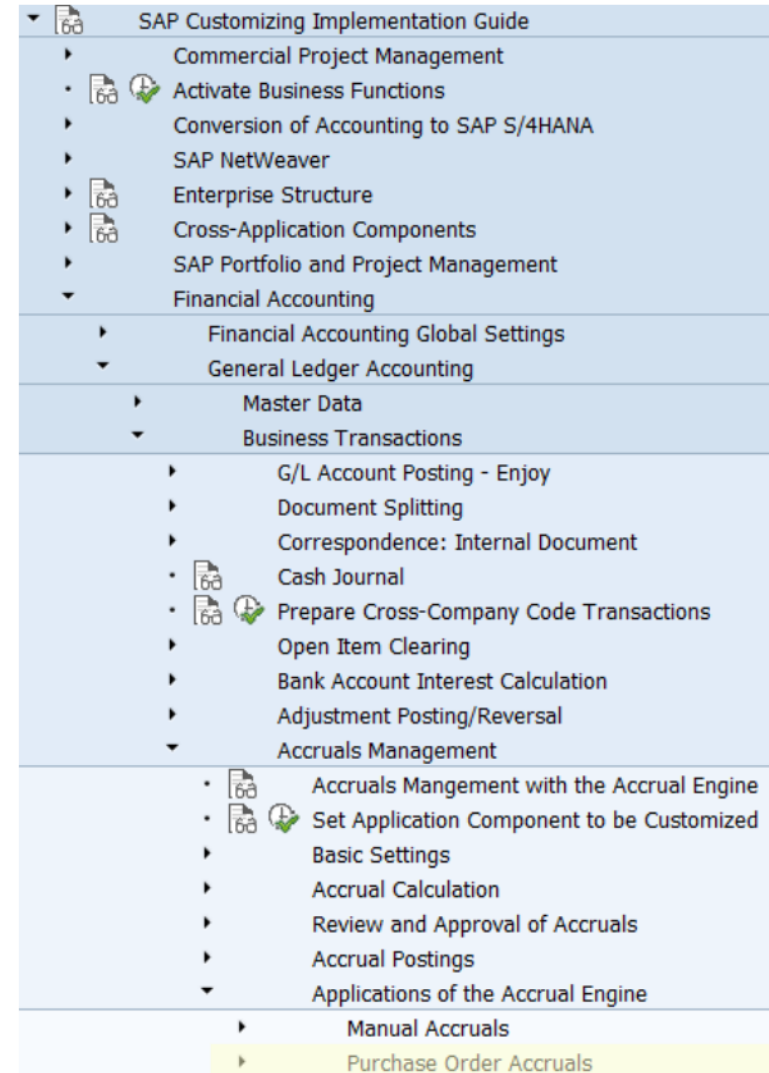 SAP Customizing Implementation Guide
Commercial Project Management
Activate Business Functions
Conversion of Accounting to SAP S/4HANA
SAP NetWeaver
Enterprise Structure
Cross-Application Components
SAP Portfolio and Project Management
Financial Accounting
Financial Accounting Global Settings
General Ledger Accounting
Master Data
Business Transactions
G/L Account Posting - Enjoy
Document Splitting
Correspondence: Internal Document
Cash Journal
Prepare Cross-Company Code Transactions
Open Item Clearing
Bank Account Interest Calculation
Adjustment Posting/Reversal
Accruals Management
Accruals Mangement with the Accrual Engine
Set Application Component to be Customized
Basic Settings
Accrual Calculation
Review and Approval of Accruals
Accrual Postings
Applications of the Accrual Engine
Manual Accruals
Purchase Order Accruals